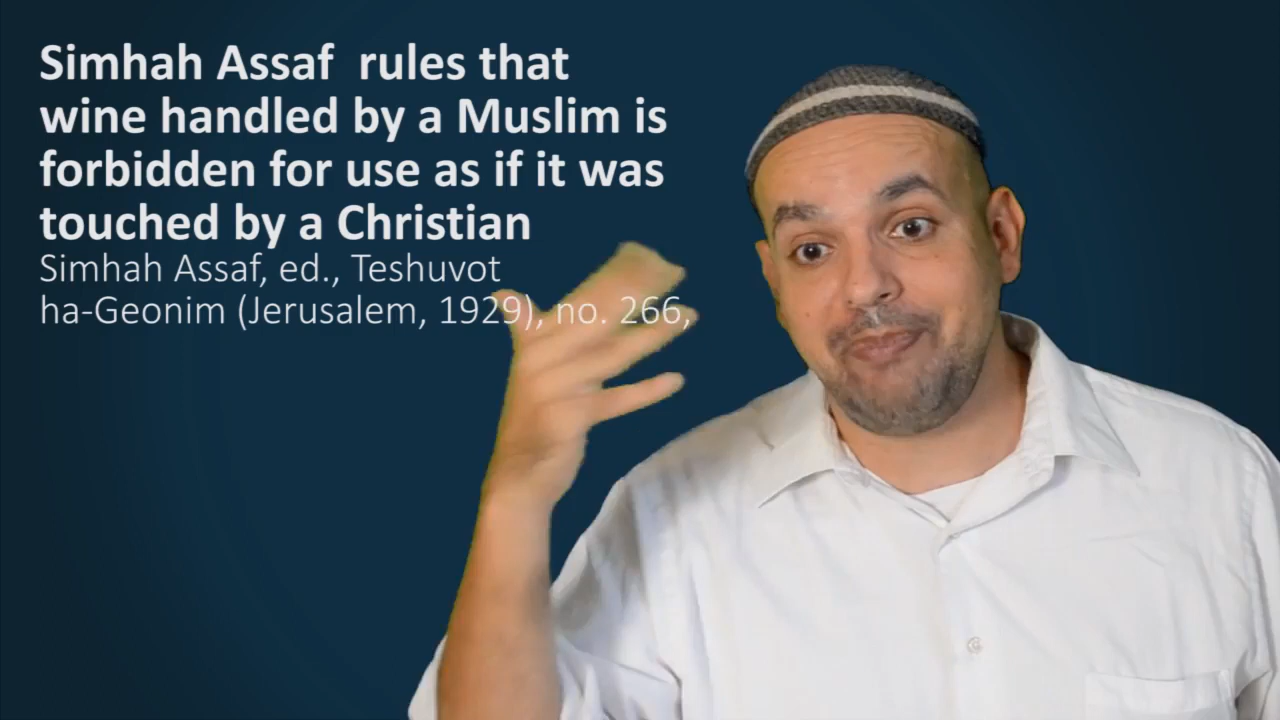 Simhah Assaf  rules that
wine handled by a Muslim is
forbidden for use as if it was
touched by a Christian
Simhah Assaf, ed., Teshuvot
ha-Geonim (Jerusalem, 1929), no. 266,